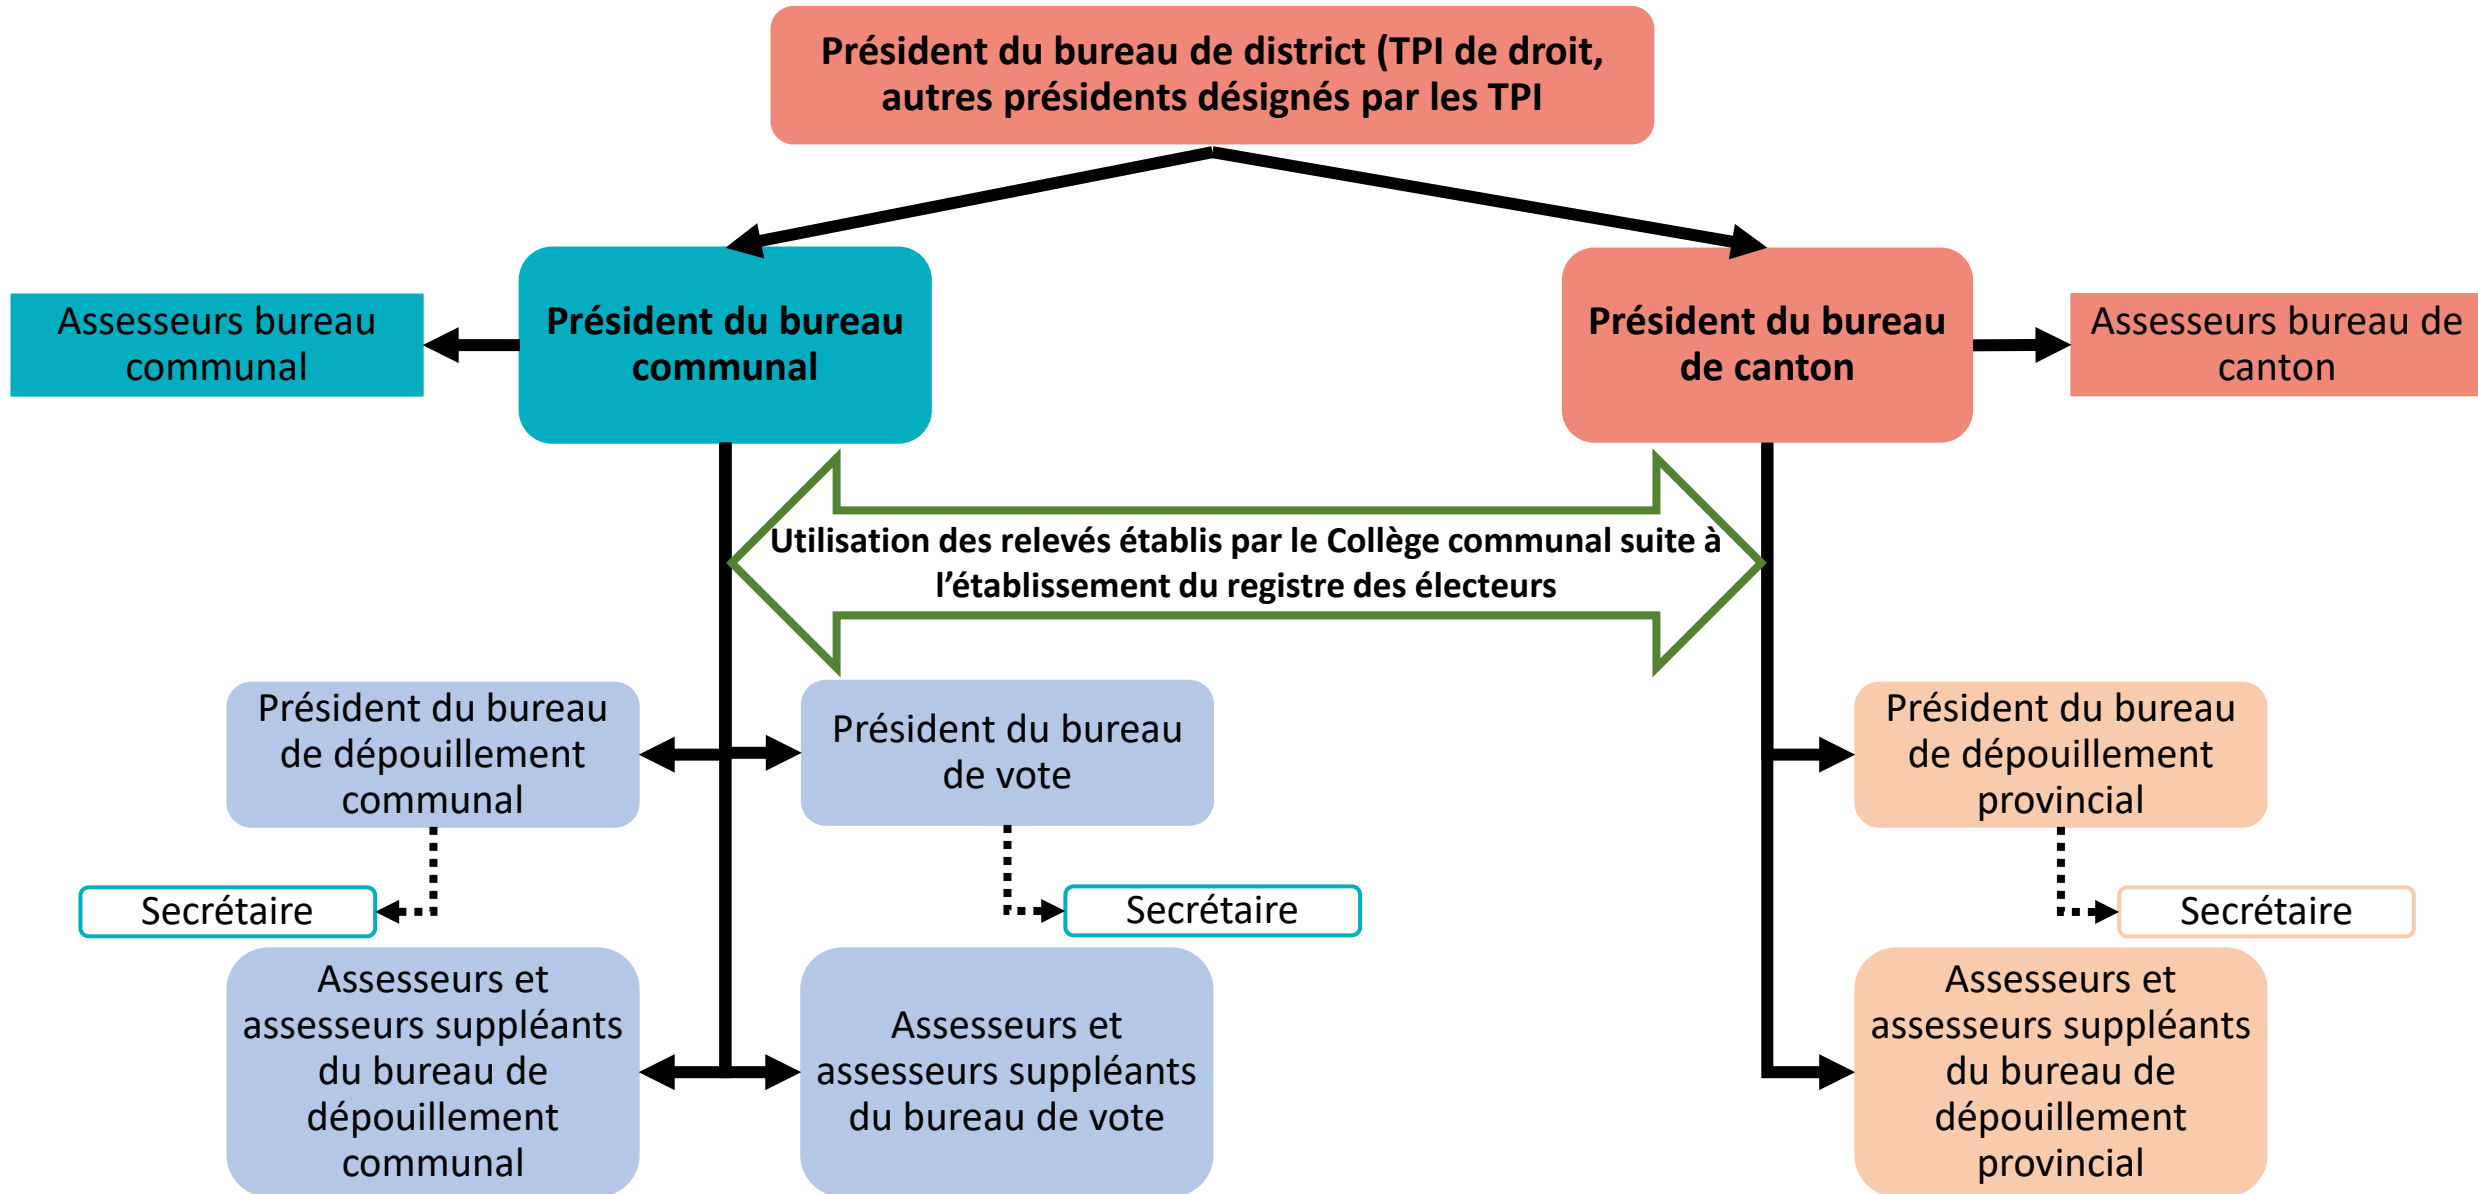 Président du bureau de district (TPI de droit,
autres présidents désignés par les TPI
Assesseurs bureau
communal
Président du bureau
communal
Président du bureau
de canton
Assesseurs bureau de
canton
Utilisation des relevés établis par le Collège communal suite à
l’établissement du registre des électeurs
Président du bureau
de dépouillement
communal
Président du bureau
de vote
Président du bureau
de dépouillement
provincial
Secrétaire
Secrétaire
Secrétaire
Assesseurs et
assesseurs suppléants
du bureau de
dépouillement
communal
Assesseurs et
assesseurs suppléants
du bureau de vote
Assesseurs et
assesseurs suppléants
du bureau de
dépouillement
provincial